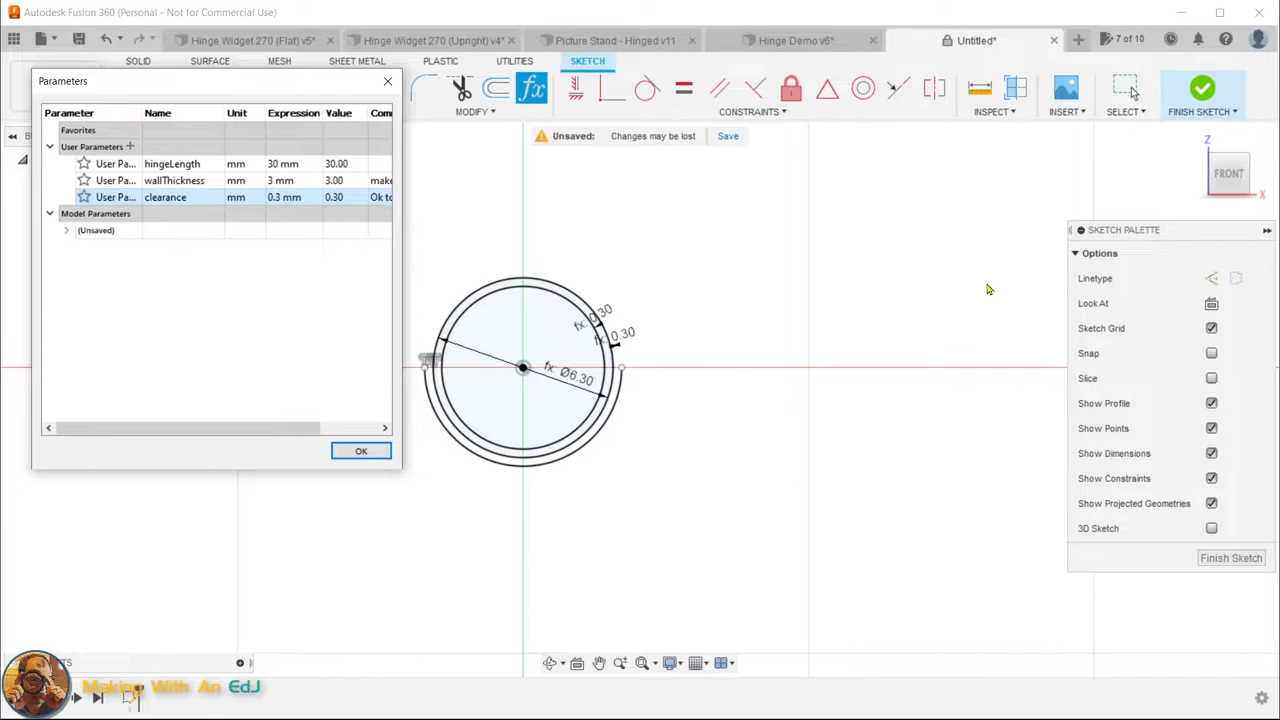 Autodesk Fusion 360 (Personal - Not for Commercial Use)
Hinge Widget 270 (Flat) v5*
Hinge Widget 270 (Upright) v4*
Picture Stand - Hinged v11
Hinge Demo v6*
Untitled*
7 of 10
SOLID
SURFACE
MESH
SHEET METAL
PLASTIC
UTILITIES
SKETCH
fx
MODIFY
CONSTRAINTS
INSPECT
INSERT
SELECT
FINISH SKETCH
Parameters
Parameter Name Unit Expression Value Com
Favorites
User Parameters
User Pa... hingeLength mm 30 mm 30.00
User Pa... wallThickness mm 3 mm 3.00 make
User Pa... clearance mm 0.3 mm 0.30 Ok to
Model Parameters
(Unsaved)
OK
Unsaved: Changes may be lost Save
Z
FRONT
X
fx: 0.30
fx: 0.30
fx: Ø6.30
SKETCH PALETTE
Options
Linetype
Look At
Sketch Grid
Snap
Slice
Show Profile
Show Points
Show Dimensions
Show Constraints
Show Projected Geometries
3D Sketch
Finish Sketch
Making With An EdJ